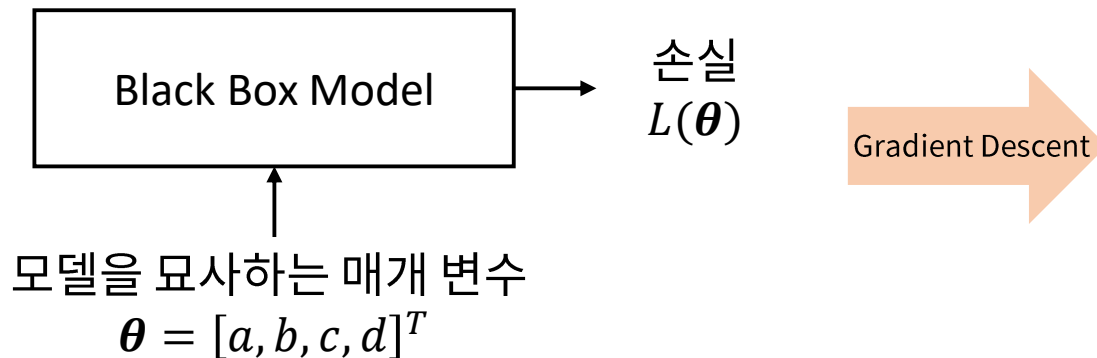 Black Box Model
손실
L(θ)
Gradient Descent
모델을 묘사하는 매개 변수
θ = [a, b, c, d]^T